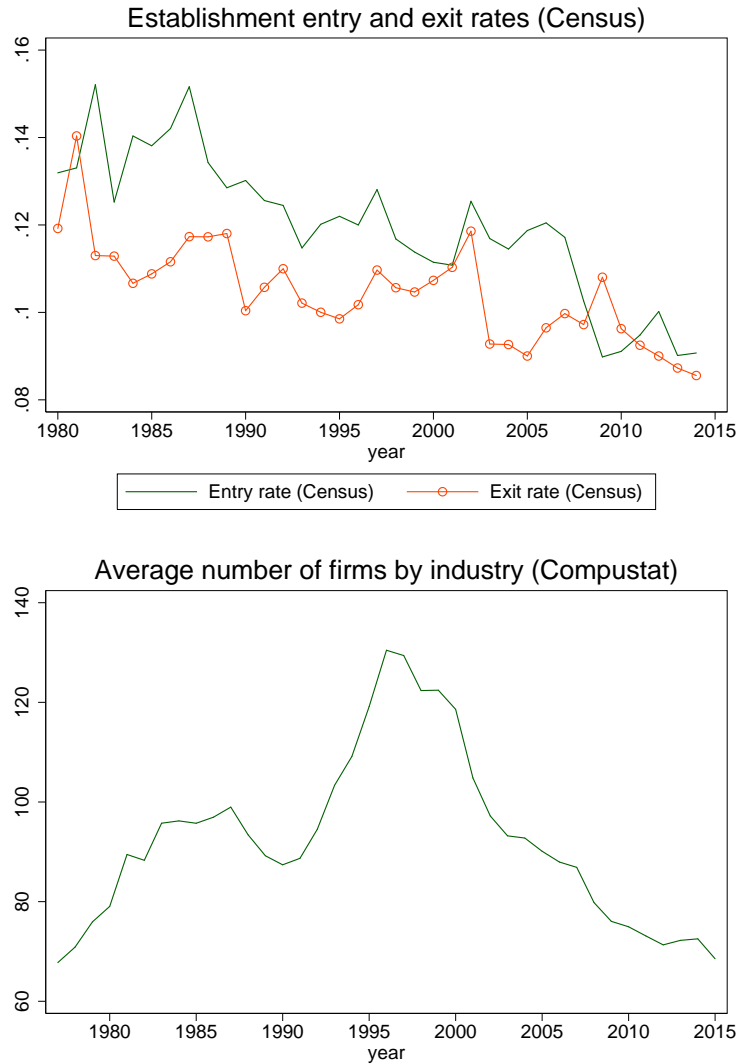 Establishment entry and exit rates (Census)
.16
.14
.12
.1
.08
1980 1985 1990 1995 2000 2005 2010 2015
year
Entry rate (Census) Exit rate (Census)
Average number of firms by industry (Compustat)
140
120
100
80
60
1980 1985 1990 1995 2000 2005 2010 2015
year